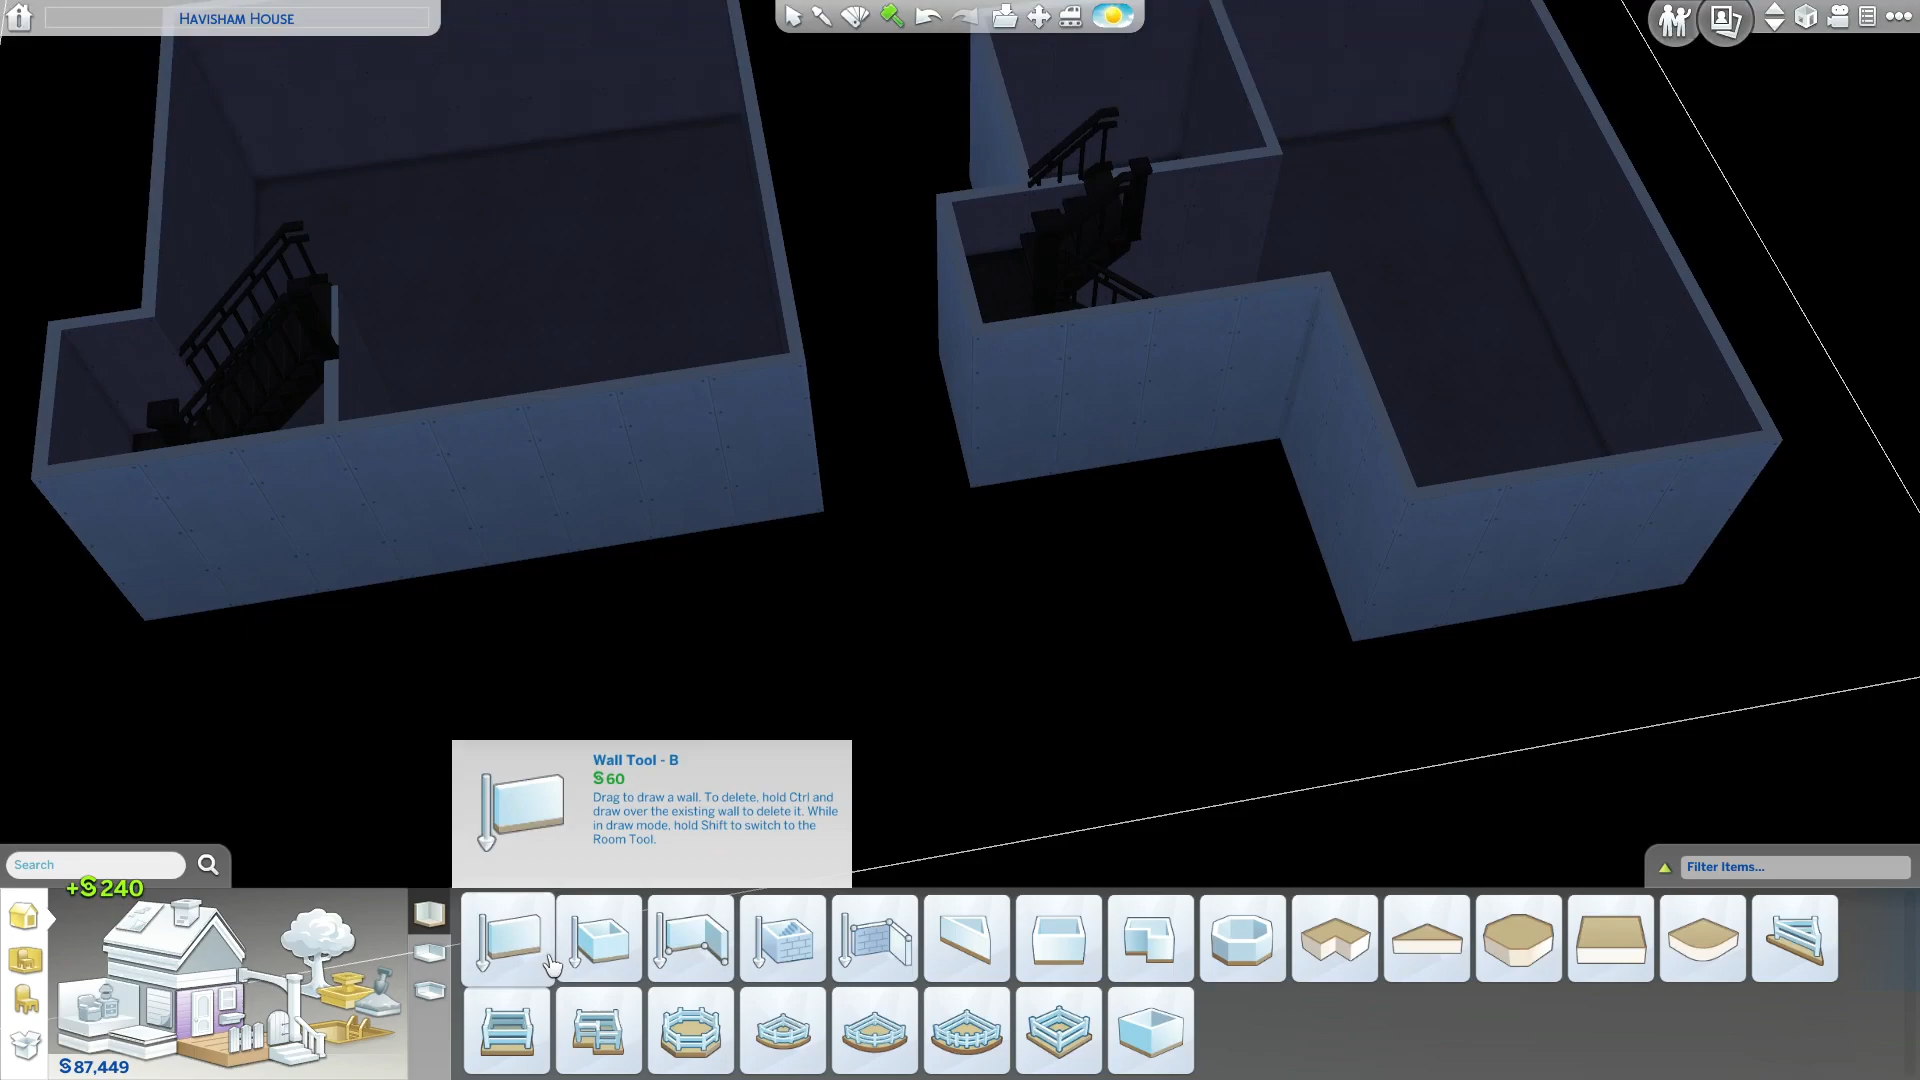 Havisham House
Wall Tool - B
§60
Drag to draw a wall. To delete, hold Ctrl and
draw over the existing wall to delete it. While
in draw mode, hold Shift to switch to the
Room Tool.
Search
Filter Items...
+§240
§87,449